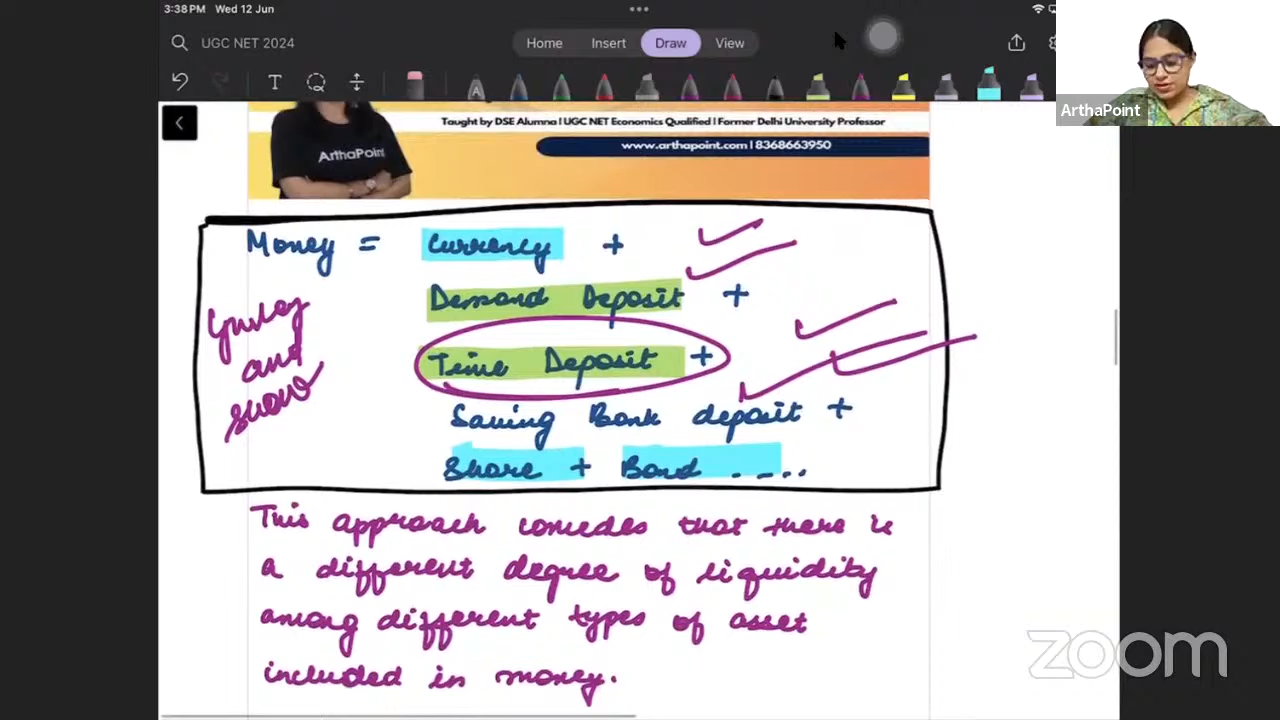 3:38 PM Wed 12 Jun
UGC NET 2024
Home Insert Draw View
T
A
ArthaPoint
Taught by DSE Alumna I UGC NET Economics Qualified I Former Delhi University Professor
ArthaPoint
www.arthapoint.com I 8368663950
Money = Currency +
Demand Deposit +
Time Deposit +
Saving Bank deposit +
Share + Bond ....
Gurley
and
Shaw
This approach concedes that there is
a different degree of liquidity
among different types of asset
included in money.
zoom